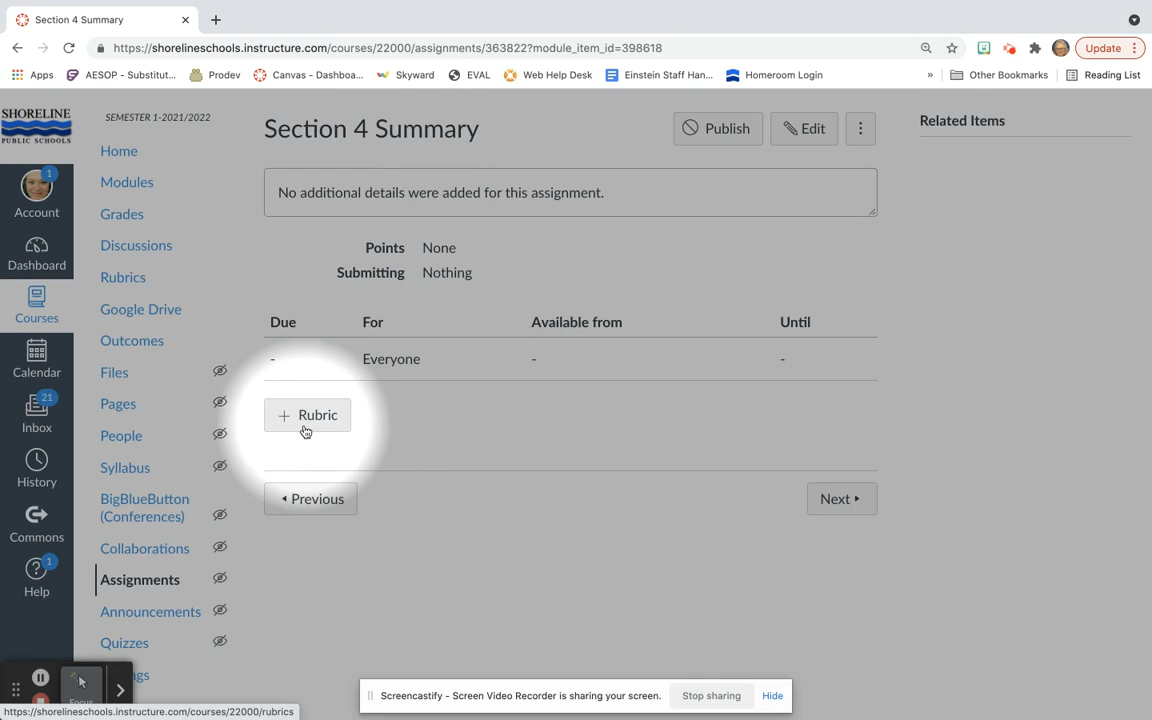 Section 4 Summary
https://shorelineschools.instructure.com/courses/22000/assignments/363822?module_item_id=398618
Update
Apps
AESOP - Substitut...
Prodev
Canvas - Dashboa...
Skyward
EVAL
Web Help Desk
Einstein Staff Han...
Homeroom Login
»
Other Bookmarks
Reading List
SHORELINE
PUBLIC SCHOOLS
1
Account
Dashboard
Courses
Calendar
21
Inbox
History
Commons
1
Help
SEMESTER 1-2021/2022
Home
Modules
Grades
Discussions
Rubrics
Google Drive
Outcomes
Files
Pages
People
Syllabus
BigBlueButton
(Conferences)
Collaborations
Assignments
Announcements
Quizzes
Section 4 Summary
Publish
Edit
No additional details were added for this assignment.
Points None
Submitting Nothing
Due For Available from Until
- Everyone - -
+ Rubric
Previous
Next
Related Items
Focus
Screencastify - Screen Video Recorder is sharing your screen.
Stop sharing
Hide
https://shorelineschools.instructure.com/courses/22000/rubrics